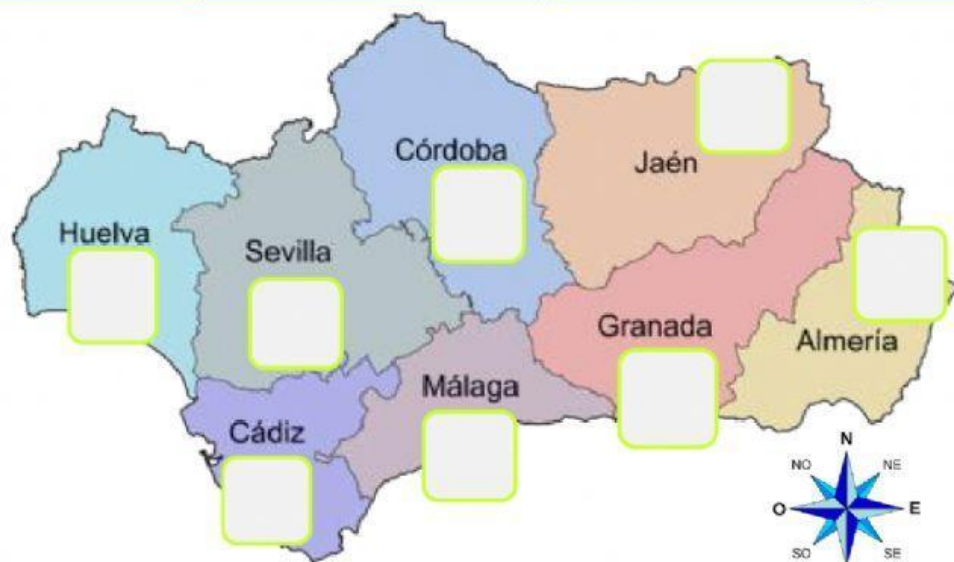 Córdoba
Jaén
Huelva
Sevilla
Granada
Almería
Málaga
Cádiz
N
NO
NE
O
E
SO
SE
S